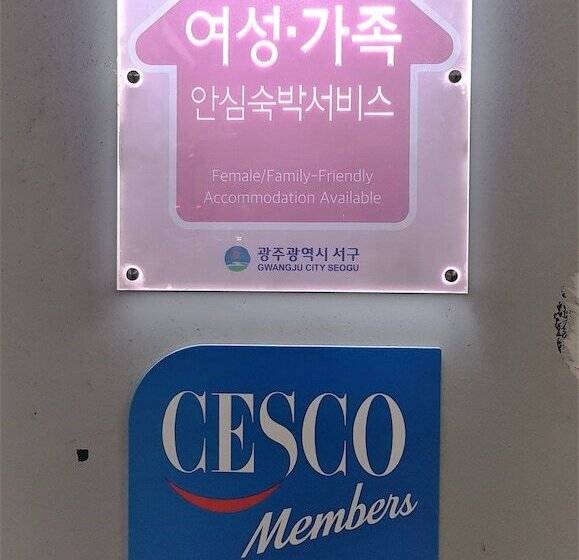 여성·가족
안심숙박서비스
Female/Family-Friendly
Accommodation Available
광주광역시 서구
GWANGJU CITY SEOGU
CESCO
Members